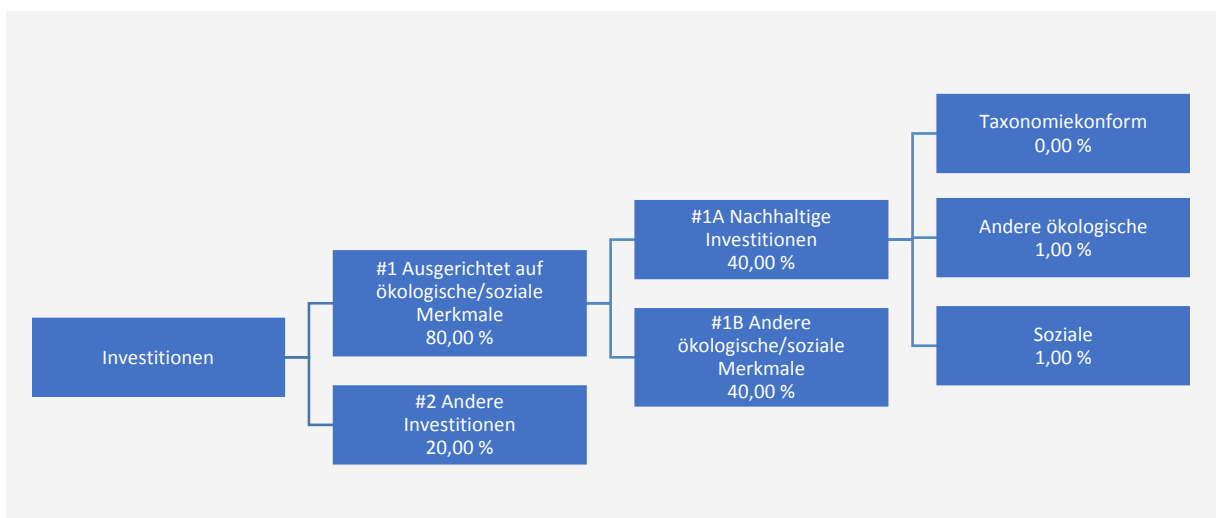 Investitionen
#1 Ausgerichtet auf
ökologische/soziale
Merkmale
80,00 %
#2 Andere
Investitionen
20,00 %
#1A Nachhaltige
Investitionen
40,00 %
#1B Andere
ökologische/soziale
Merkmale
40,00 %
Taxonomiekonform
0,00 %
Andere ökologische
1,00 %
Soziale
1,00 %